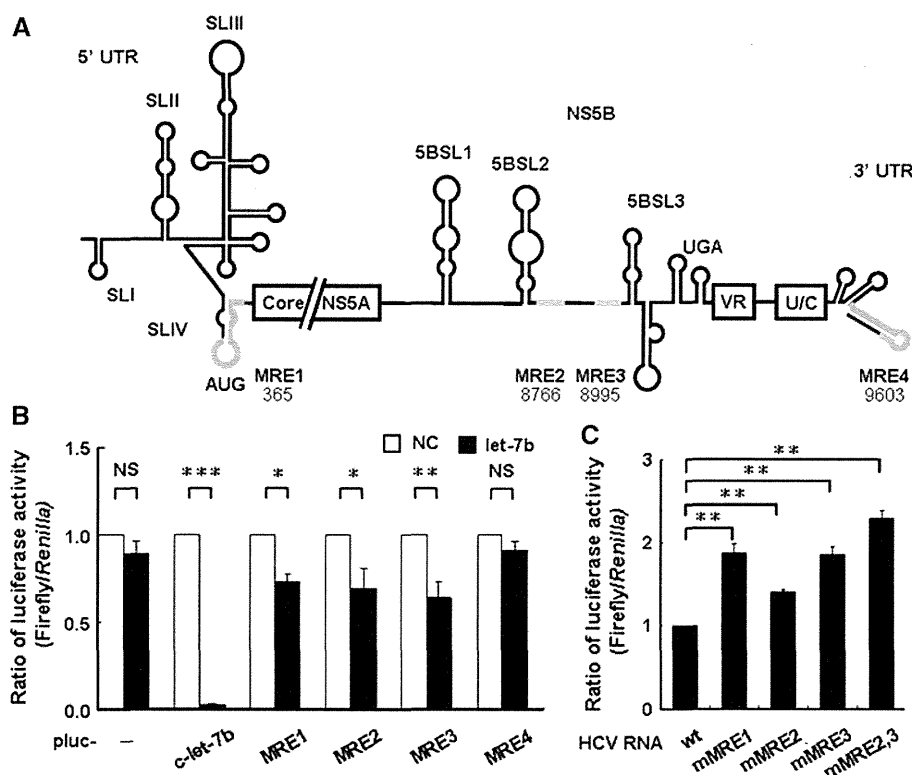 A
SLIII
5' UTR
SLII
NS5B
5BSL1
5BSL2
3' UTR
5BSL3
UGA
SLI
Core
NS5A
VR
U/C
SLIV
AUG
MRE1
365
MRE2
8766
MRE3
8995
MRE4
9603
B
Ratio of luciferase activity
(Firefly/Renilla)
1.5
1.0
0.5
0.0
NC
let-7b
NS
***
*
*
**
NS
pluc-
–
c-let-7b
MRE1
MRE2
MRE3
MRE4
C
Ratio of luciferase activity
(Firefly/Renilla)
3
2
1
0
**
**
**
**
HCV RNA
wt
mMRE1
mMRE2
mMRE3
mMRE2,3